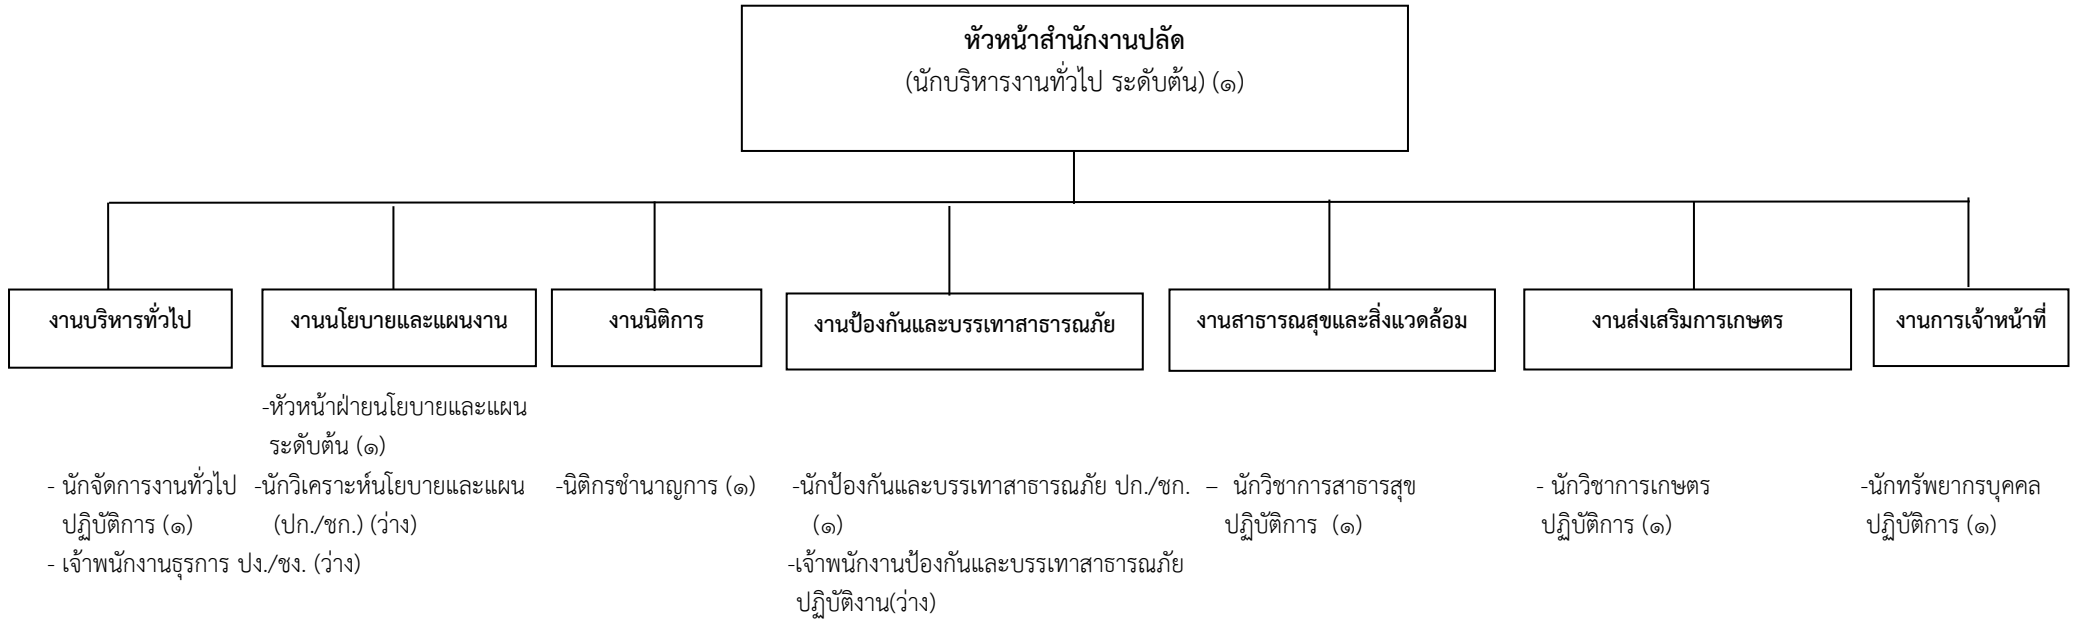 หัวหน้าสำนักงานปลัด
(นักบริหารงานทั่วไป ระดับต้น) (๑)
งานบริหารทั่วไป
งานนโยบายและแผนงาน
งานนิติการ
งานป้องกันและบรรเทาสาธารณภัย
งานสาธารณสุขและสิ่งแวดล้อม
งานส่งเสริมการเกษตร
งานการเจ้าหน้าที่
- นักจัดการงานทั่วไป
ปฏิบัติการ (๑)
- เจ้าพนักงานธุรการ ปง./ชง. (ว่าง)
-หัวหน้าฝ่ายนโยบายและแผน
ระดับต้น (๑)
-นักวิเคราะห์นโยบายและแผน
(ปก./ชก.) (ว่าง)
-นิติกรชำนาญการ (๑)
-นักป้องกันและบรรเทาสาธารณภัย ปก./ชก.
(๑)
-เจ้าพนักงานป้องกันและบรรเทาสาธารณภัย
ปฏิบัติงาน(ว่าง)
– นักวิชาการสาธารสุข
ปฏิบัติการ (๑)
- นักวิชาการเกษตร
ปฏิบัติการ (๑)
-นักทรัพยากรบุคคล
ปฏิบัติการ (๑)